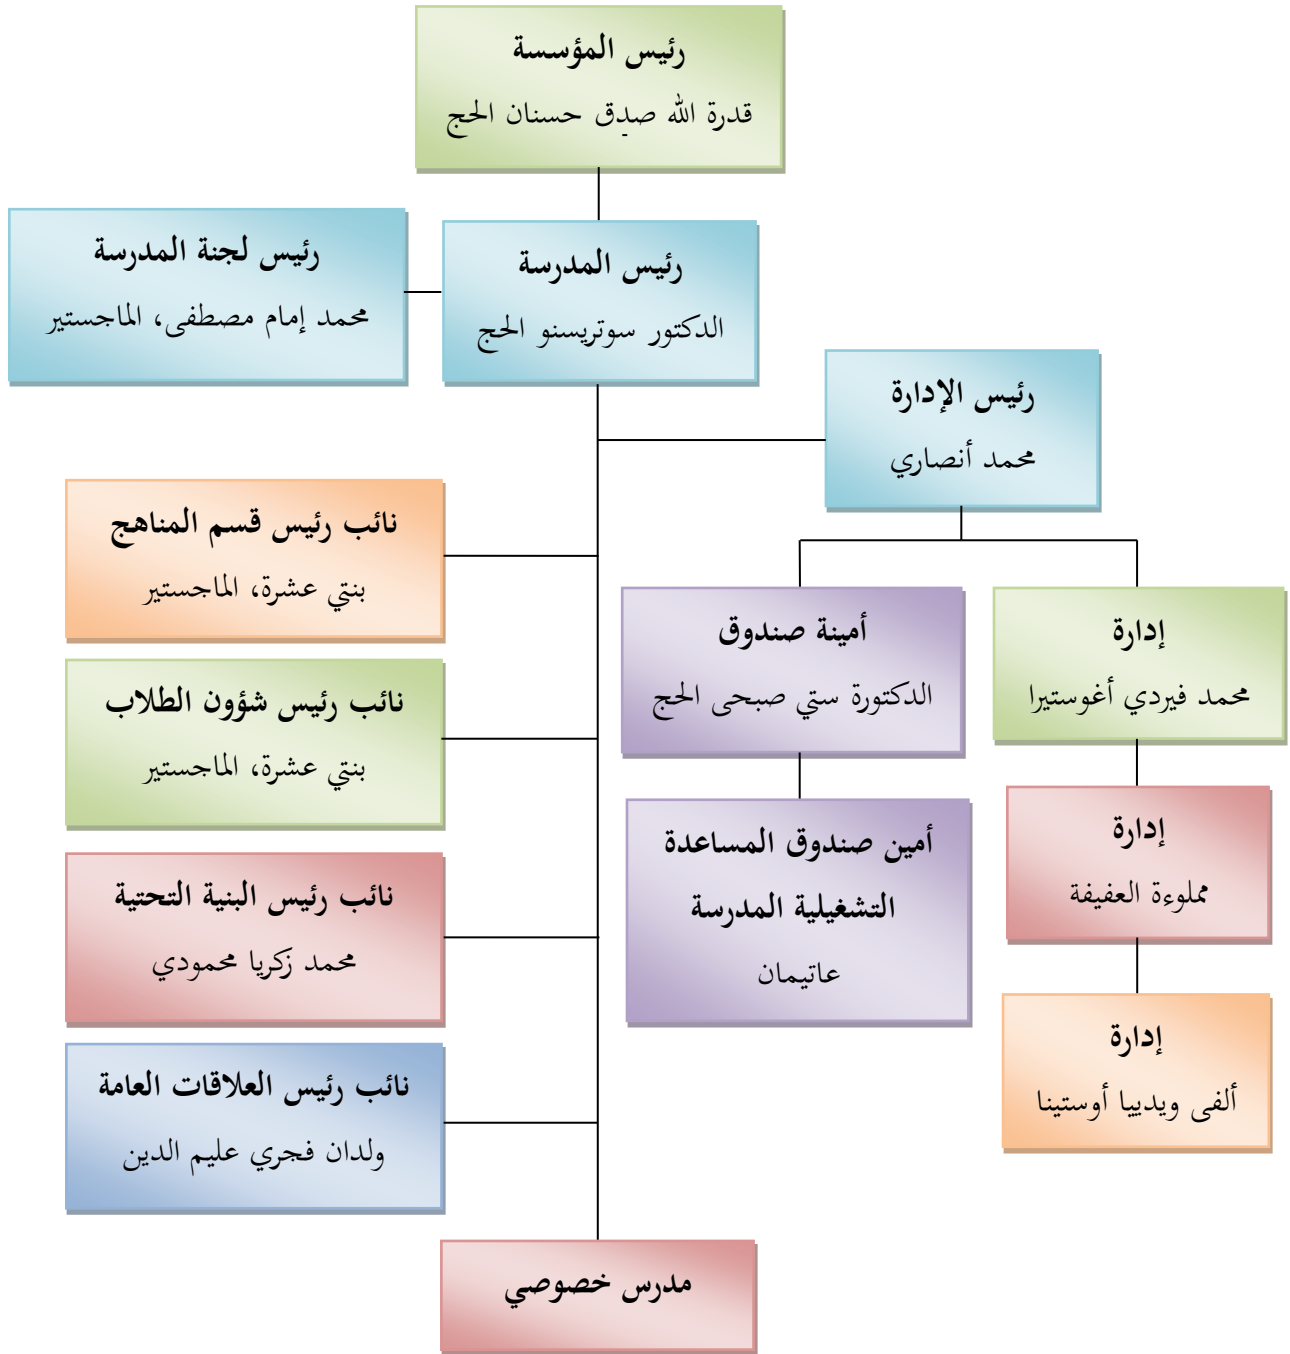 رئيس المؤسسة
قدرة الله صدق حسنان الحج
رئيس لجنة المدرسة
محمد إمام مصطفى، الماجستير
رئيس المدرسة
الدكتور سوتريسنو الحج
رئيس الإدارة
محمد أنصاري
نائب رئيس قسم المناهج
بنتي عشرة، الماجستير
نائب رئيس شؤون الطلاب
بنتي عشرة، الماجستير
نائب رئيس البنية التحتية
محمد زكريا محمودي
نائب رئيس العلاقات العامة
ولدان فجري عليم الدين
أمينة صندوق
الدكتورة ستي صبحى الحج
أمين صندوق المساعدة
التشغيلية المدرسة
عاتيمان
إدارة
محمد فيردي أغوستيرا
إدارة
مملوءة العفيفة
إدارة
ألفى ويدييا أوستينا
مدرس خصوصي